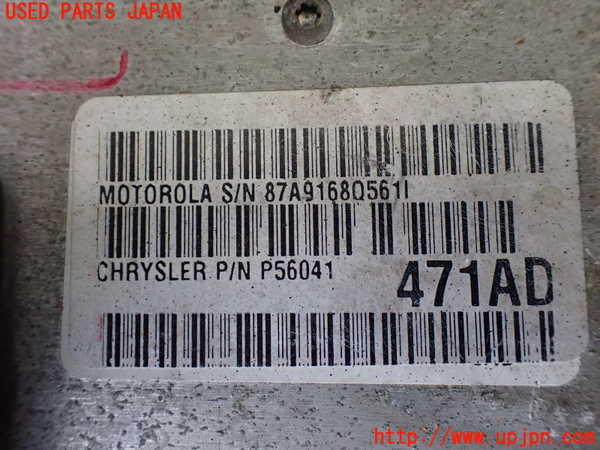 USED PARTS JAPAN
MOTOROLA S/N 87A9168Q561I
CHRYSLER P/N P56041
471AD
http://www.upjpn.com/